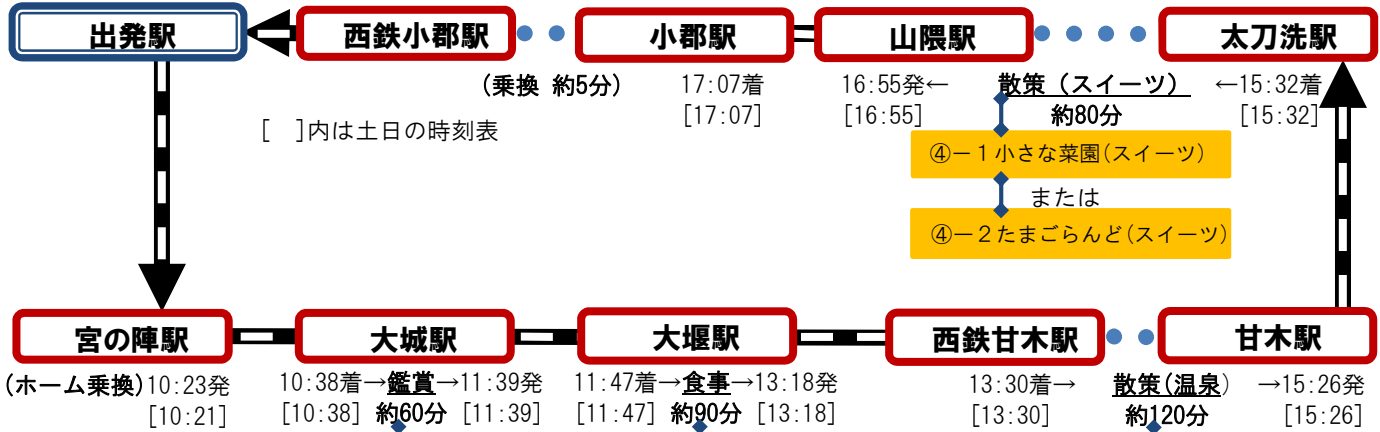 出発駅
西鉄小郡駅
小郡駅
山隈駅
太刀洗駅
(乗換 約5分)
17:07着
[17:07]
16:55発←
[16:55]
散策（スイーツ）
約80分
←15:32着
[15:32]
[　]内は土日の時刻表
④－１小さな菜園(スイーツ)
または
④－２たまごらんど(スイーツ)
宮の陣駅
大城駅
大堰駅
西鉄甘木駅
甘木駅
(ホーム乗換)10:23発
[10:21]
10:38着→鑑賞→11:39発
[10:38] 約60分 [11:39]
11:47着→食事→13:18発
[11:47] 約90分 [13:18]
13:30着→
[13:30]
散策(温泉)
約120分
→15:26発
[15:26]